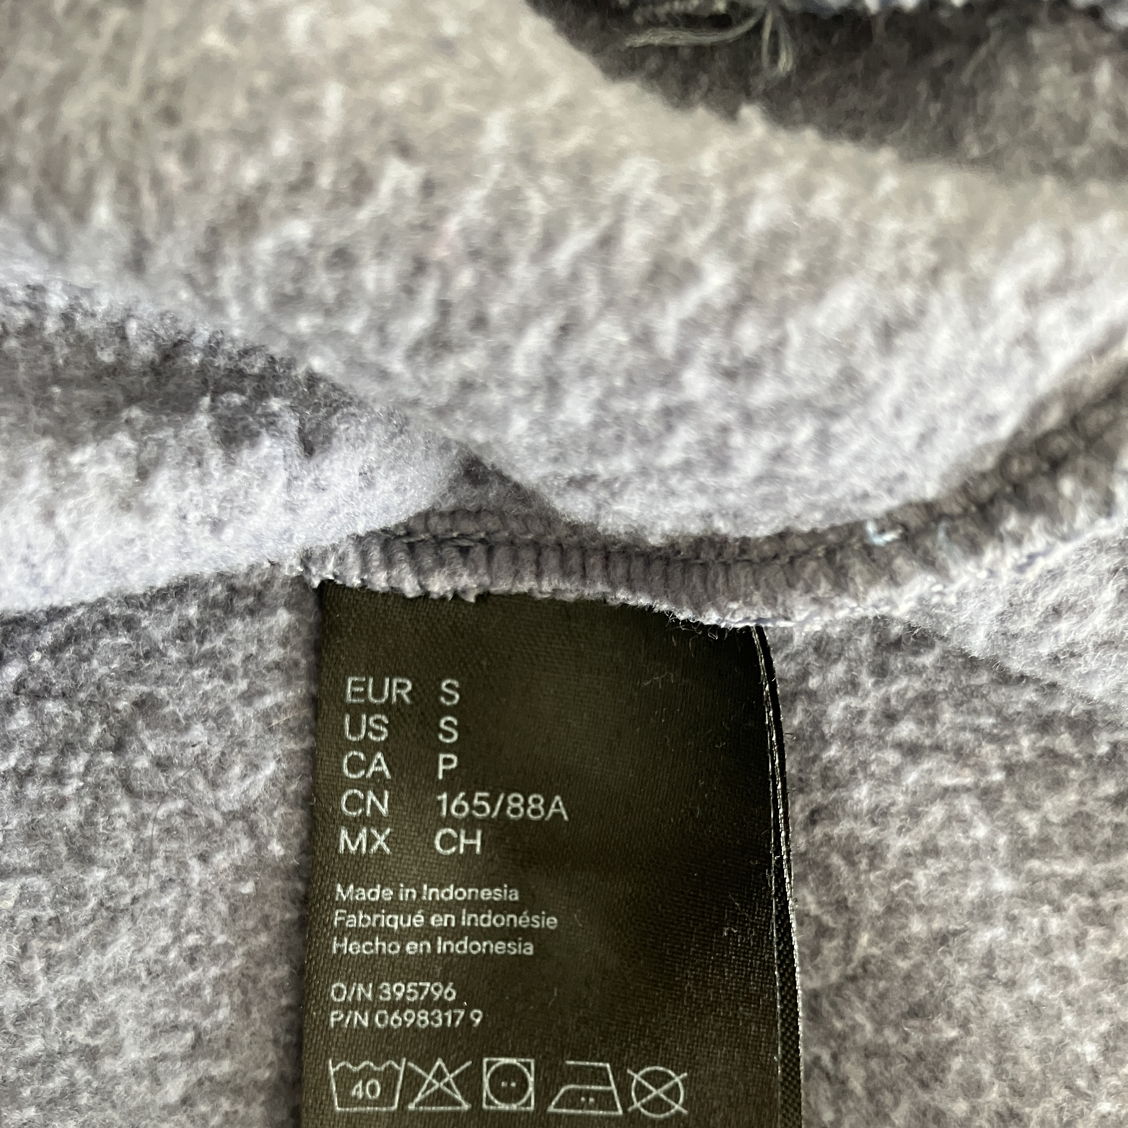 EUR S
US S
CA P
CN 165/88A
MX CH
Made in Indonesia
Fabriqué en Indonésie
Hecho en Indonesia
O/N 395796
P/N 0698317 9
40